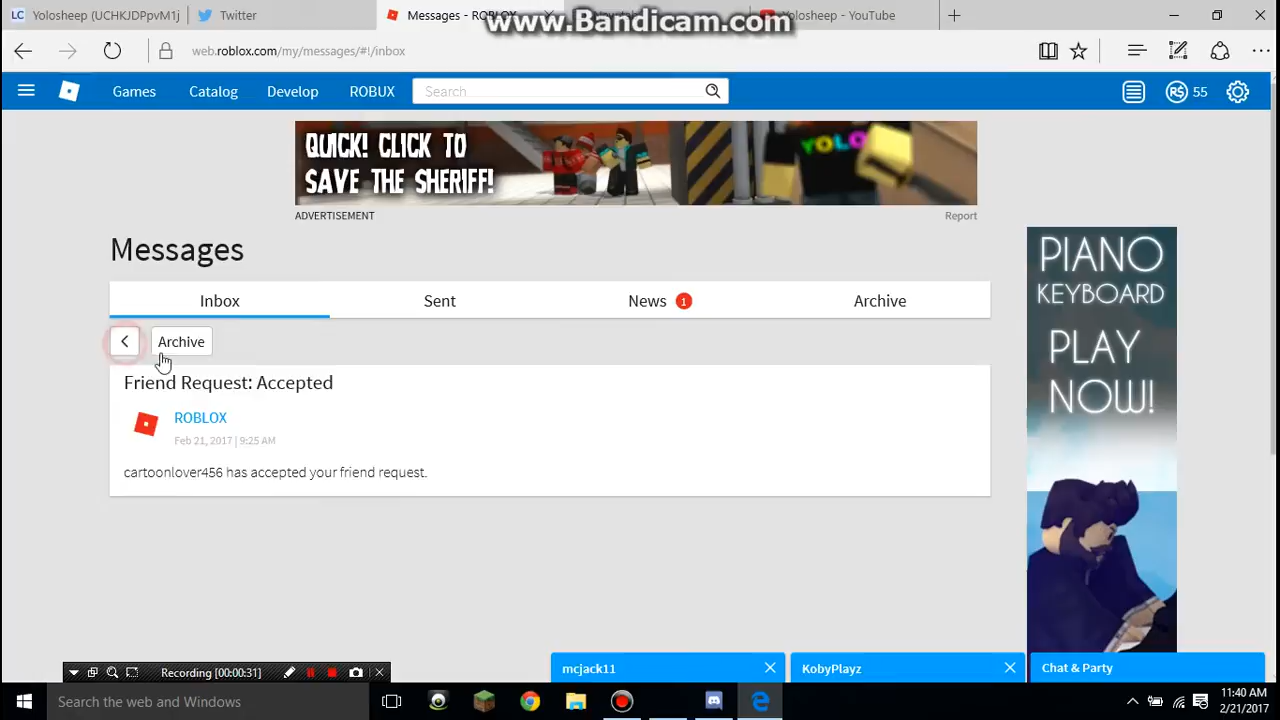 Yolosheep (UCHKJDPpvM1j
Twitter
Messages - ROBLOX
Yolosheep - YouTube
www.Bandicam.com
web.roblox.com/my/messages/#!/inbox
Games
Catalog
Develop
ROBUX
Search
R$ 55
QUICK! CLICK TO
SAVE THE SHERIFF!
YOLO
ADVERTISEMENT
Report
Messages
Inbox
Sent
News 1
Archive
Archive
Friend Request: Accepted
ROBLOX
Feb 21, 2017 | 9:25 AM
cartoonlover456 has accepted your friend request.
PIANO
KEYBOARD
PLAY
NOW!
Recording [00:00:31]
mcjack11
KobyPlayz
Chat & Party
Search the web and Windows
11:40 AM
2/21/2017